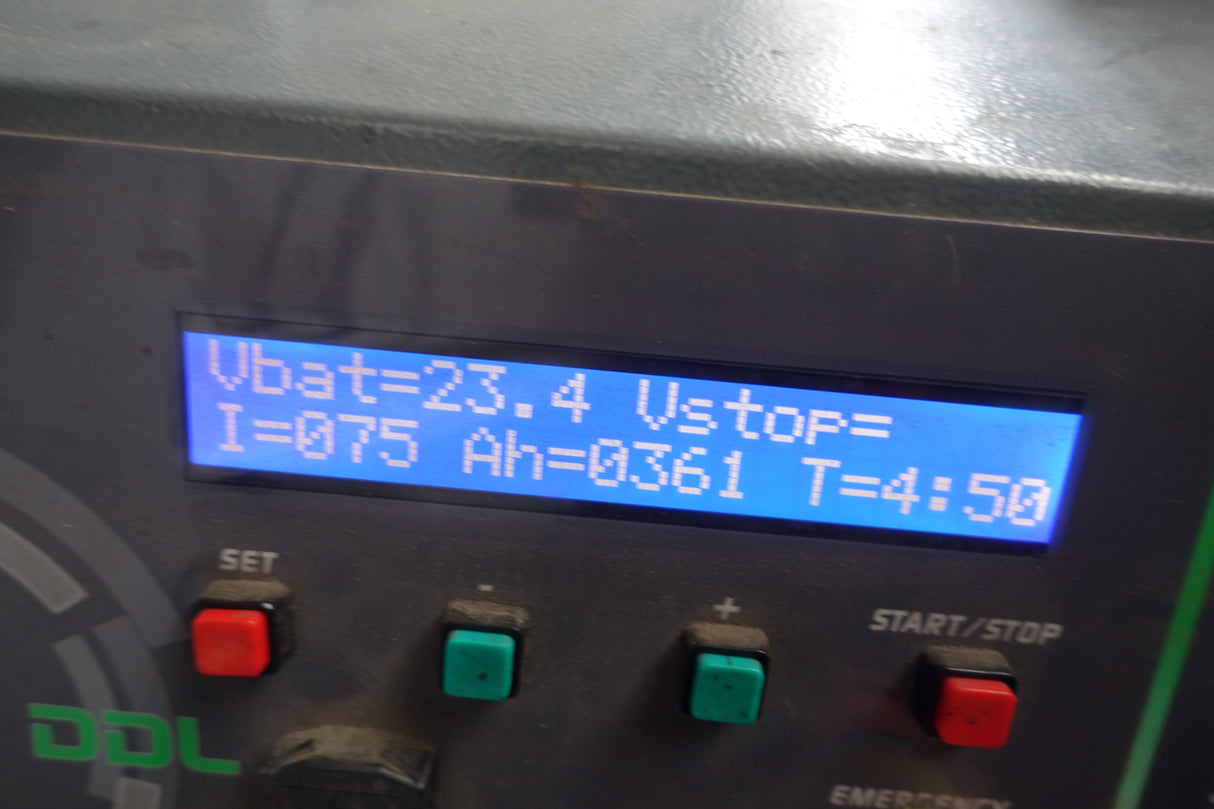 Vbat=23.4 Vstop=
I=075 Ah=0361 T=4:50
SET
-
+
START/STOP
DDL
EMERGENCY